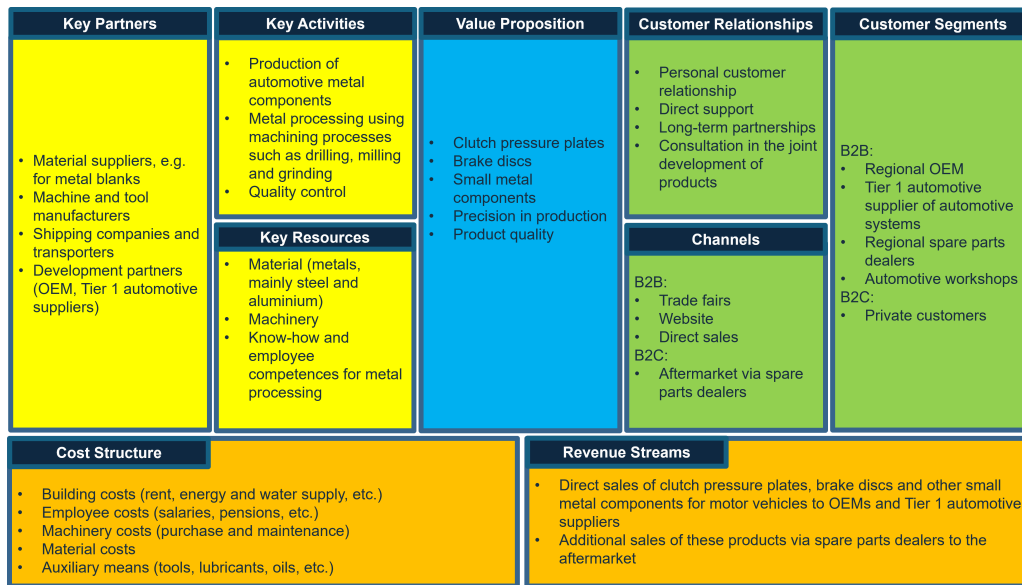 Key Partners
• Material suppliers, e.g.
for metal blanks
• Machine and tool
manufacturers
• Shipping companies and
transporters
• Development partners
(OEM, Tier 1 automotive
suppliers)
Key Activities
• Production of
automotive metal
components
• Metal processing using
machining processes
such as drilling, milling
and grinding
• Quality control
Key Resources
• Material (metals,
mainly steel and
aluminium)
• Machinery
• Know-how and
employee
competences for metal
processing
Value Proposition
• Clutch pressure plates
• Brake discs
• Small metal
components
• Precision in production
• Product quality
Customer Relationships
• Personal customer
relationship
• Direct support
• Long-term partnerships
• Consultation in the joint
development of
products
Channels
B2B:
• Trade fairs
• Website
• Direct sales
B2C:
• Aftermarket via spare
parts dealers
Customer Segments
B2B:
• Regional OEM
• Tier 1 automotive
supplier of automotive
systems
• Regional spare parts
dealers
• Automotive workshops
B2C:
• Private customers
Cost Structure
• Building costs (rent, energy and water supply, etc.)
• Employee costs (salaries, pensions, etc.)
• Machinery costs (purchase and maintenance)
• Material costs
• Auxiliary means (tools, lubricants, oils, etc.)
Revenue Streams
• Direct sales of clutch pressure plates, brake discs and other small
metal components for motor vehicles to OEMs and Tier 1 automotive
suppliers
• Additional sales of these products via spare parts dealers to the
aftermarket